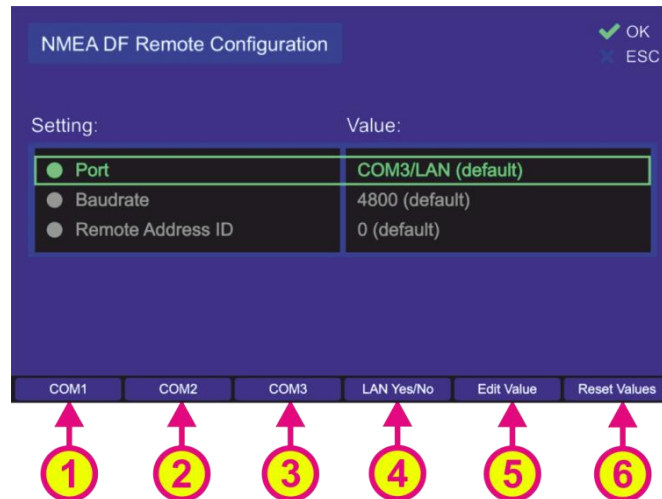 NMEA DF Remote Configuration
OK
ESC
Setting: Value:
Port COM3/LAN (default)
Baudrate 4800 (default)
Remote Address ID 0 (default)
COM1 COM2 COM3 LAN Yes/No Edit Value Reset Values
1 2 3 4 5 6